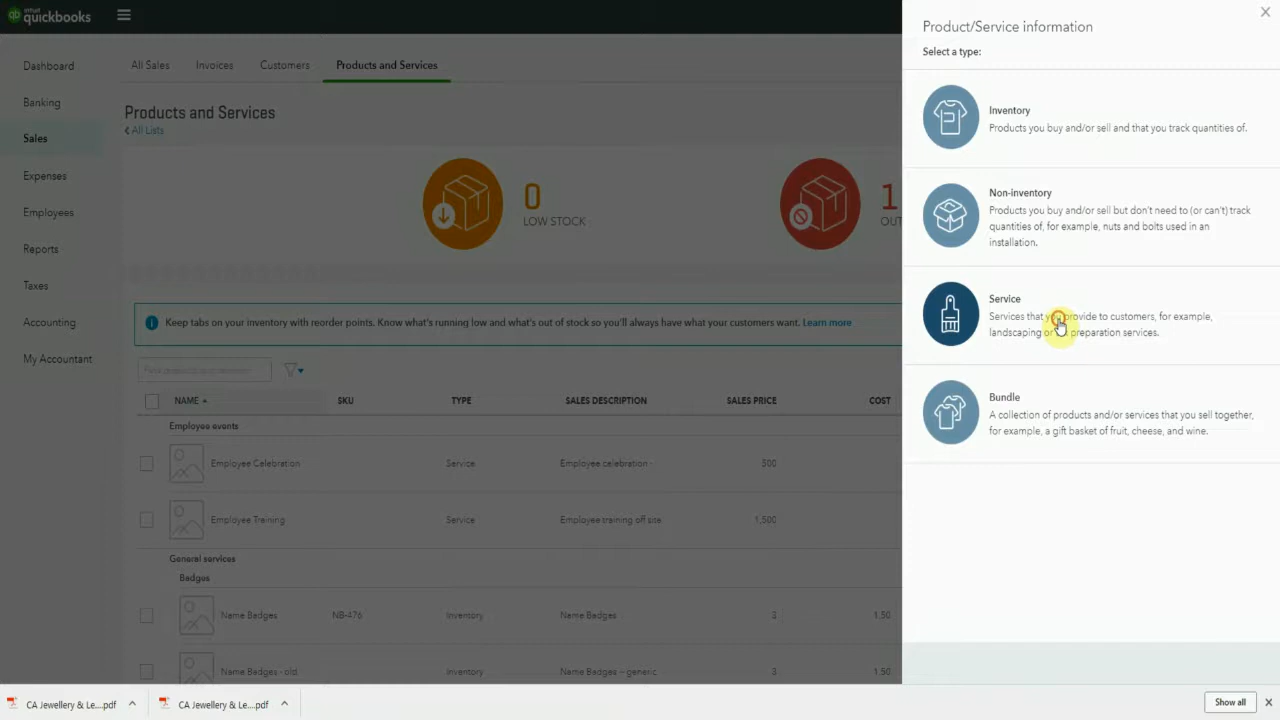 qb intuit quickbooks
Dashboard
Banking
Sales
Expenses
Employees
Reports
Taxes
Accounting
My Accountant
All Sales Invoices Customers Products and Services
Products and Services
All Lists
0
LOW STOCK
1
OUT
Keep tabs on your inventory with reorder points. Know what's running low and what's out of stock so you'll always have what your customers want. Learn more
Find products and services
NAME SKU TYPE SALES DESCRIPTION SALES PRICE COST
Employee events
Employee Celebration Service Employee celebration - 500
Employee Training Service Employee training off site 1,500
General services
Badges
Name Badges NB-476 Inventory Name Badges 3 1.50
Name Badges - old Inventory Name Badges - generic 3 1.50
Product/Service information
Select a type:
Inventory
Products you buy and/or sell and that you track quantities of.
Non-inventory
Products you buy and/or sell but don't need to (or can't) track
quantities of, for example, nuts and bolts used in an
installation.
Service
Services that you provide to customers, for example,
landscaping or preparation services.
Bundle
A collection of products and/or services that you sell together,
for example, a gift basket of fruit, cheese, and wine.
CA Jewellery & Le....pdf CA Jewellery & Le....pdf Show all